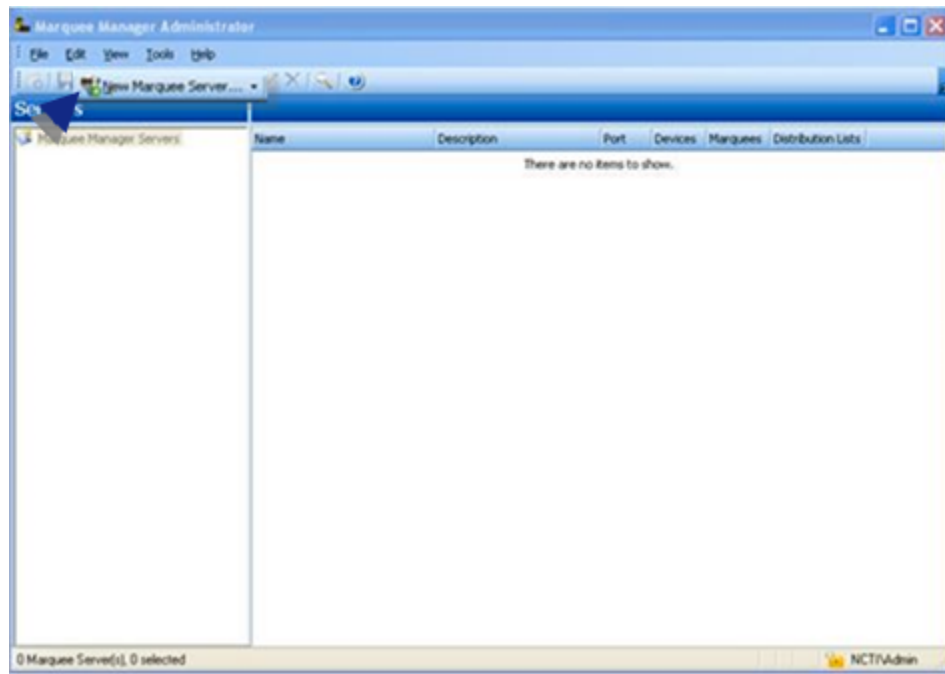 Marquee Manager Administrator
File Edit View Tools Help
New Marquee Server...
Marquee Manager Servers
Name Description Port Devices Marquees Distribution Lists
There are no items to show.
0 Marquee Server(s), 0 selected
NCTI\Admin